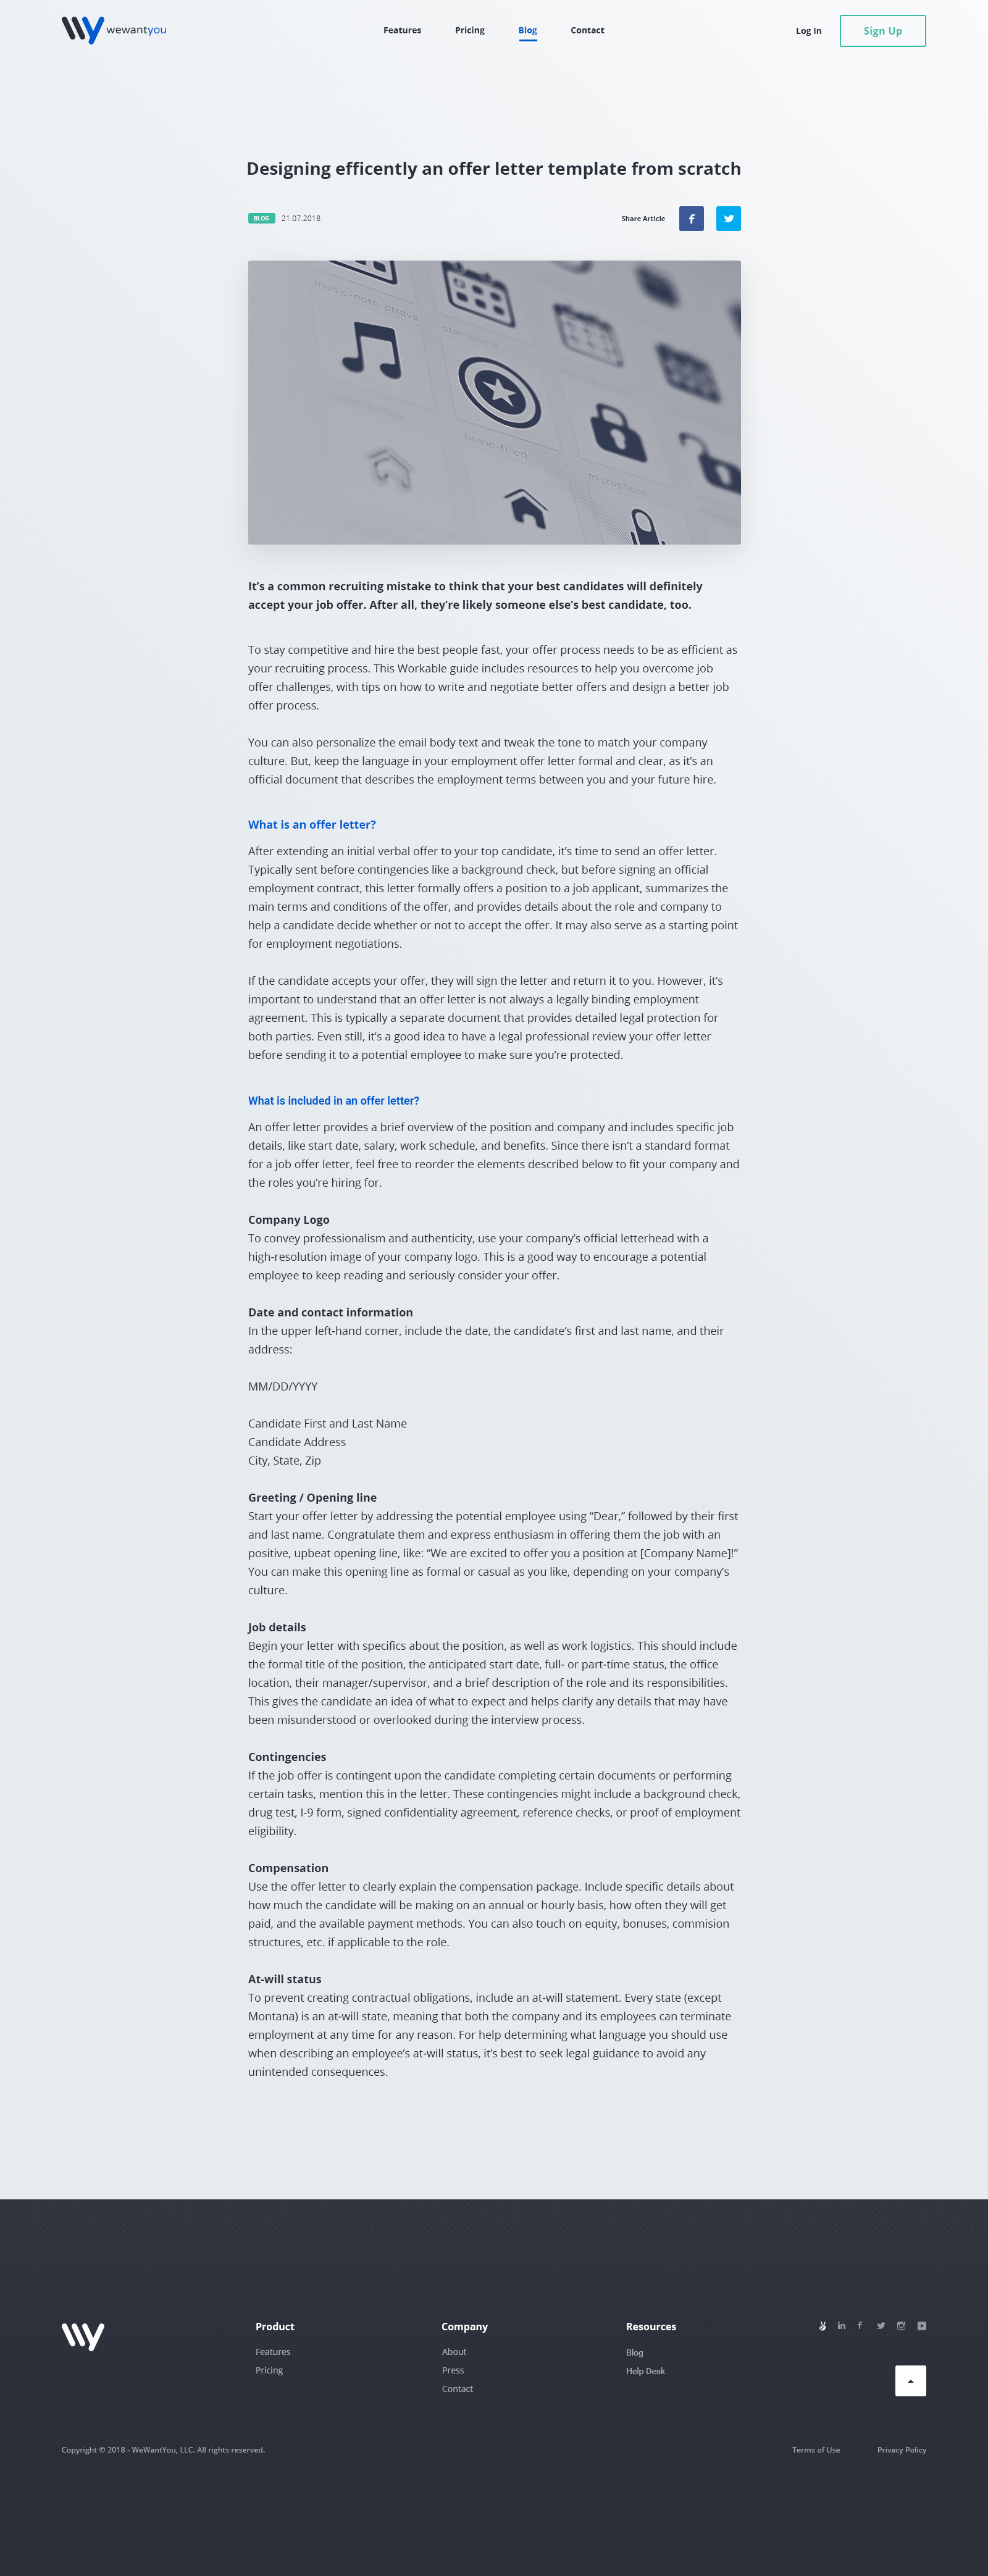 wewantyou
Features
Pricing
Blog
Contact
Log In
Sign Up
Designing efficently an offer letter template from scratch
BLOG
21.07.2018
Share Article
music-note-ottava
home-filled
microphone
It’s a common recruiting mistake to think that your best candidates will definitely
accept your job offer. After all, they’re likely someone else’s best candidate, too.
To stay competitive and hire the best people fast, your offer process needs to be as efficient as
your recruiting process. This Workable guide includes resources to help you overcome job
offer challenges, with tips on how to write and negotiate better offers and design a better job
offer process.
You can also personalize the email body text and tweak the tone to match your company
culture. But, keep the language in your employment offer letter formal and clear, as it’s an
official document that describes the employment terms between you and your future hire.
What is an offer letter?
After extending an initial verbal offer to your top candidate, it’s time to send an offer letter.
Typically sent before contingencies like a background check, but before signing an official
employment contract, this letter formally offers a position to a job applicant, summarizes the
main terms and conditions of the offer, and provides details about the role and company to
help a candidate decide whether or not to accept the offer. It may also serve as a starting point
for employment negotiations.
If the candidate accepts your offer, they will sign the letter and return it to you. However, it’s
important to understand that an offer letter is not always a legally binding employment
agreement. This is typically a separate document that provides detailed legal protection for
both parties. Even still, it’s a good idea to have a legal professional review your offer letter
before sending it to a potential employee to make sure you’re protected.
What is included in an offer letter?
An offer letter provides a brief overview of the position and company and includes specific job
details, like start date, salary, work schedule, and benefits. Since there isn’t a standard format
for a job offer letter, feel free to reorder the elements described below to fit your company and
the roles you’re hiring for.
Company Logo
To convey professionalism and authenticity, use your company’s official letterhead with a
high-resolution image of your company logo. This is a good way to encourage a potential
employee to keep reading and seriously consider your offer.
Date and contact information
In the upper left-hand corner, include the date, the candidate’s first and last name, and their
address:
MM/DD/YYYY
Candidate First and Last Name
Candidate Address
City, State, Zip
Greeting / Opening line
Start your offer letter by addressing the potential employee using “Dear,” followed by their first
and last name. Congratulate them and express enthusiasm in offering them the job with an
positive, upbeat opening line, like: “We are excited to offer you a position at [Company Name]!”
You can make this opening line as formal or casual as you like, depending on your company’s
culture.
Job details
Begin your letter with specifics about the position, as well as work logistics. This should include
the formal title of the position, the anticipated start date, full- or part-time status, the office
location, their manager/supervisor, and a brief description of the role and its responsibilities.
This gives the candidate an idea of what to expect and helps clarify any details that may have
been misunderstood or overlooked during the interview process.
Contingencies
If the job offer is contingent upon the candidate completing certain documents or performing
certain tasks, mention this in the letter. These contingencies might include a background check,
drug test, I-9 form, signed confidentiality agreement, reference checks, or proof of employment
eligibility.
Compensation
Use the offer letter to clearly explain the compensation package. Include specific details about
how much the candidate will be making on an annual or hourly basis, how often they will get
paid, and the available payment methods. You can also touch on equity, bonuses, commision
structures, etc. if applicable to the role.
At-will status
To prevent creating contractual obligations, include an at-will statement. Every state (except
Montana) is an at-will state, meaning that both the company and its employees can terminate
employment at any time for any reason. For help determining what language you should use
when describing an employee’s at-will status, it’s best to seek legal guidance to avoid any
unintended consequences.
Product
Features
Pricing
Company
About
Press
Contact
Resources
Blog
Help Desk
Copyright © 2018 - WeWantYou, LLC. All rights reserved.
Terms of Use
Privacy Policy